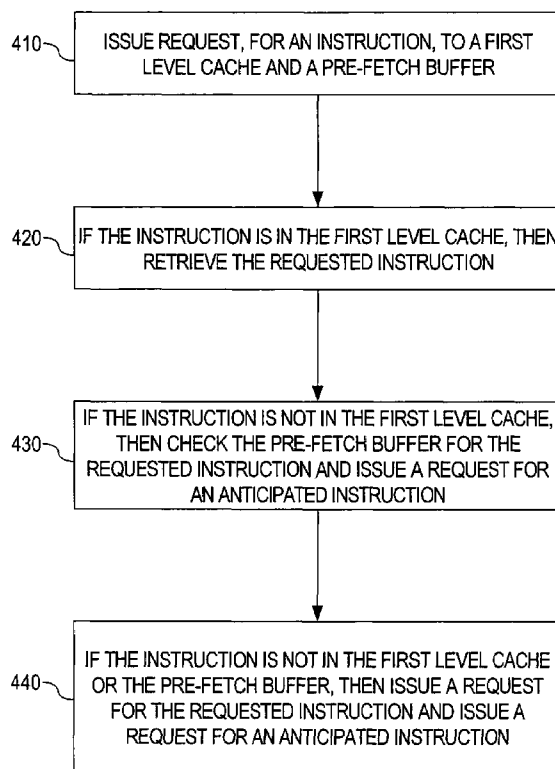 410
ISSUE REQUEST, FOR AN INSTRUCTION, TO A FIRST
LEVEL CACHE AND A PRE-FETCH BUFFER
420
IF THE INSTRUCTION IS IN THE FIRST LEVEL CACHE, THEN
RETRIEVE THE REQUESTED INSTRUCTION
430
IF THE INSTRUCTION IS NOT IN THE FIRST LEVEL CACHE,
THEN CHECK THE PRE-FETCH BUFFER FOR THE
REQUESTED INSTRUCTION AND ISSUE A REQUEST FOR
AN ANTICIPATED INSTRUCTION
440
IF THE INSTRUCTION IS NOT IN THE FIRST LEVEL CACHE
OR THE PRE-FETCH BUFFER, THEN ISSUE A REQUEST
FOR THE REQUESTED INSTRUCTION AND ISSUE A
REQUEST FOR AN ANTICIPATED INSTRUCTION